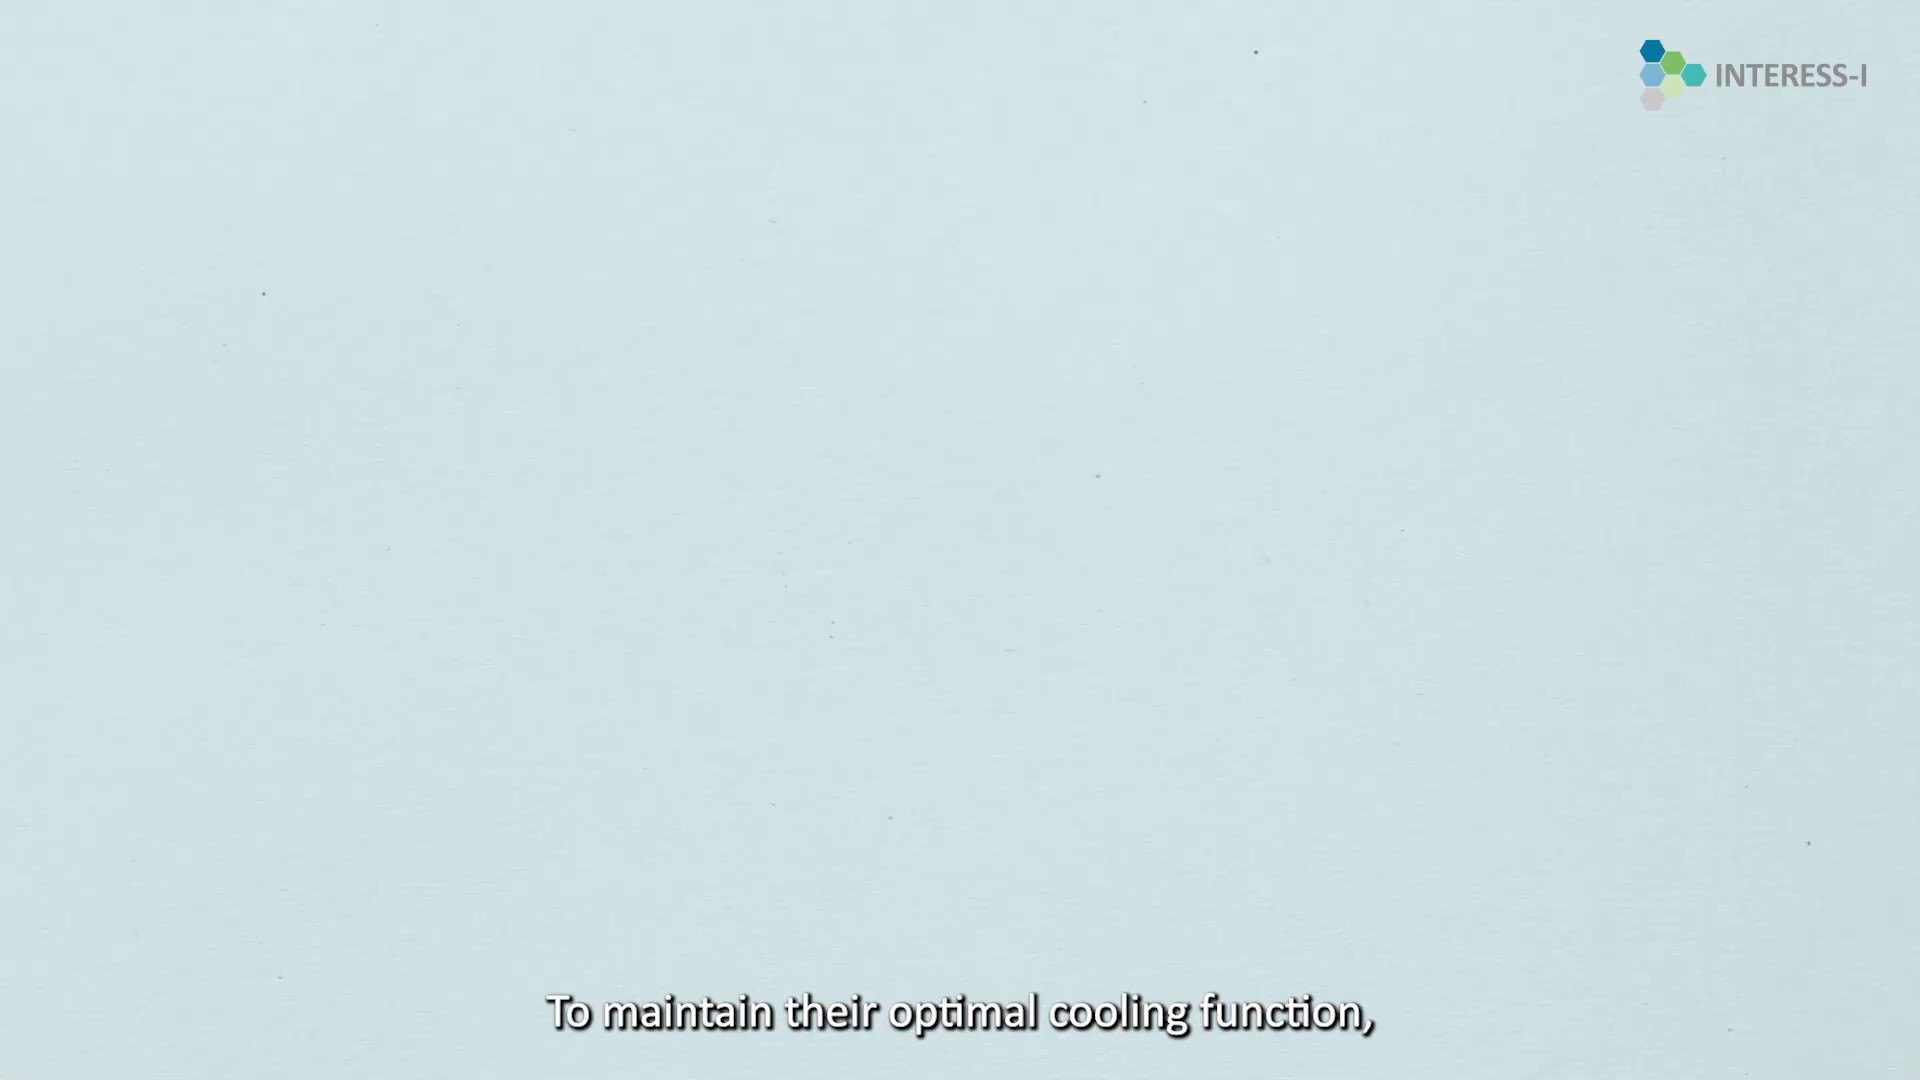 INTERESS-I
To maintain their optimal cooling function,